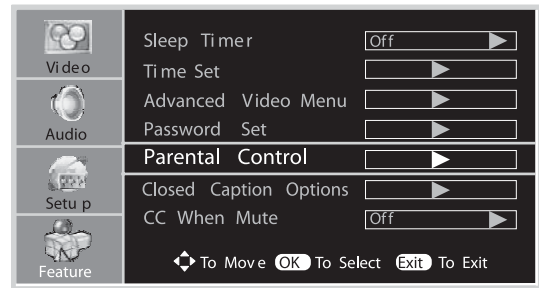 Video
Audio
Setup
Feature
Sleep Timer Off
Time Set
Advanced Video Menu
Password Set
Parental Control
Closed Caption Options
CC When Mute Off
To Move OK To Select Exit To Exit